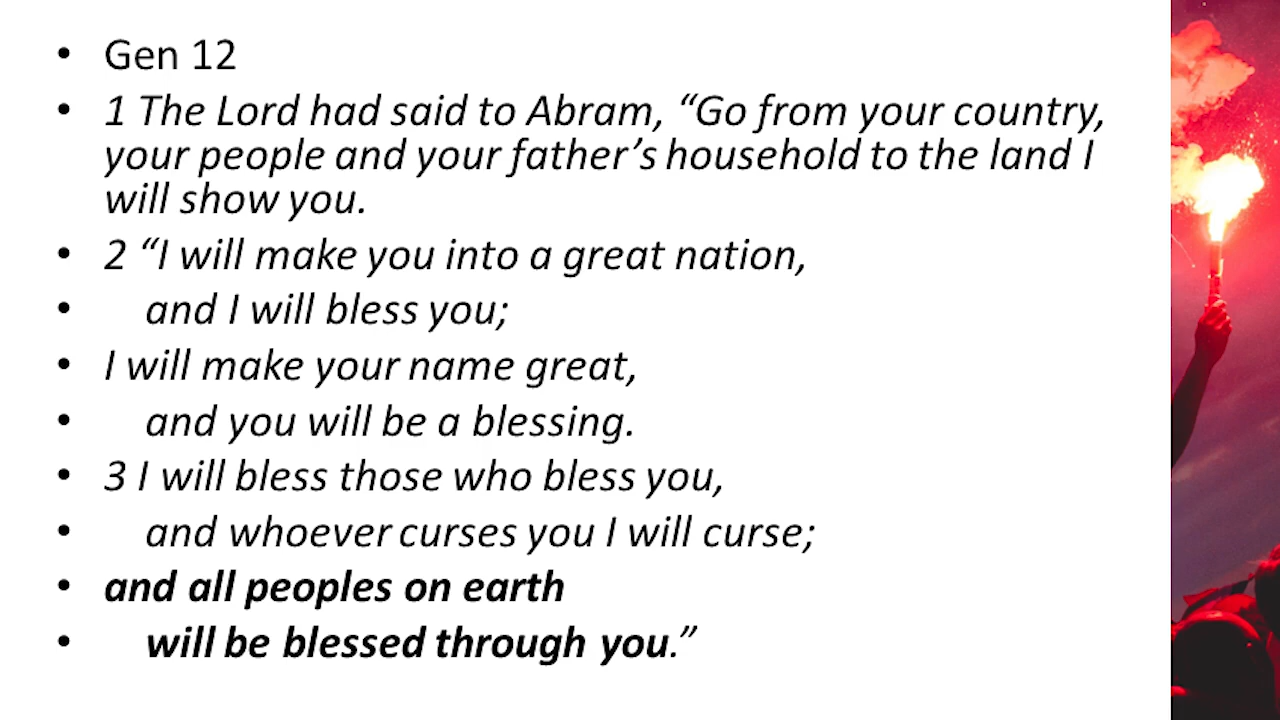 • Gen 12
• 1 The Lord had said to Abram, “Go from your country,
your people and your father’s household to the land I
will show you.
• 2 “I will make you into a great nation,
• and I will bless you;
• I will make your name great,
• and you will be a blessing.
• 3 I will bless those who bless you,
• and whoever curses you I will curse;
• and all peoples on earth
• will be blessed through you.”